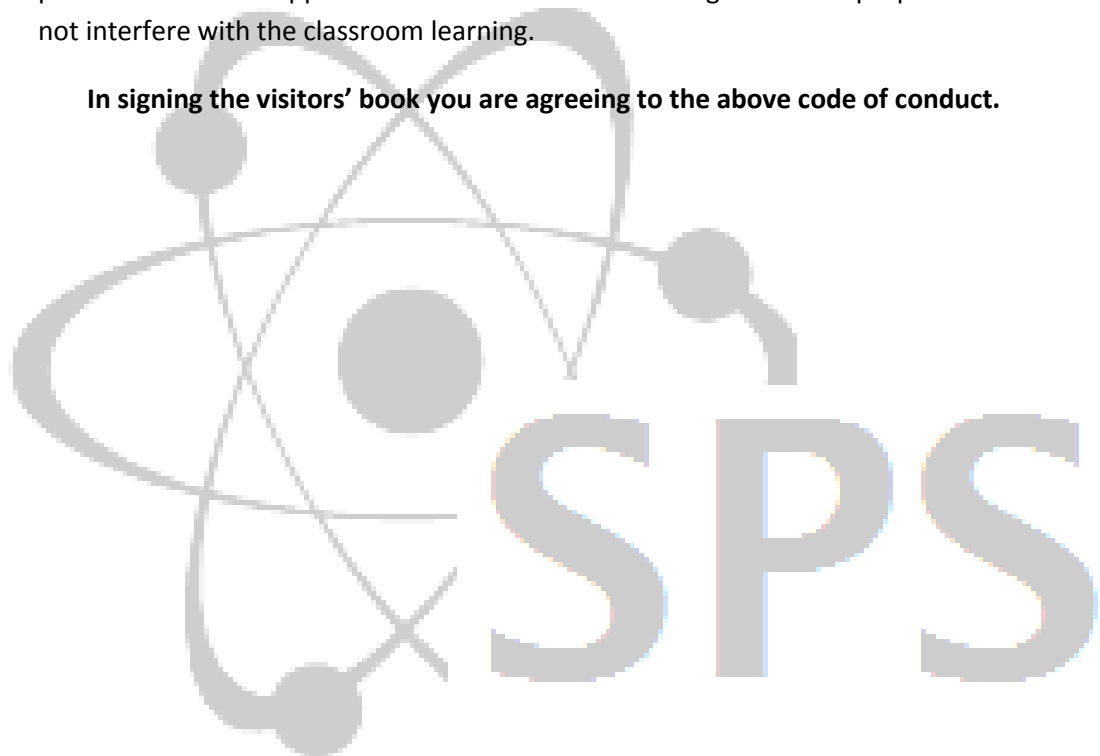 not interfere with the classroom learning.
In signing the visitors’ book you are agreeing to the above code of conduct.
SPS